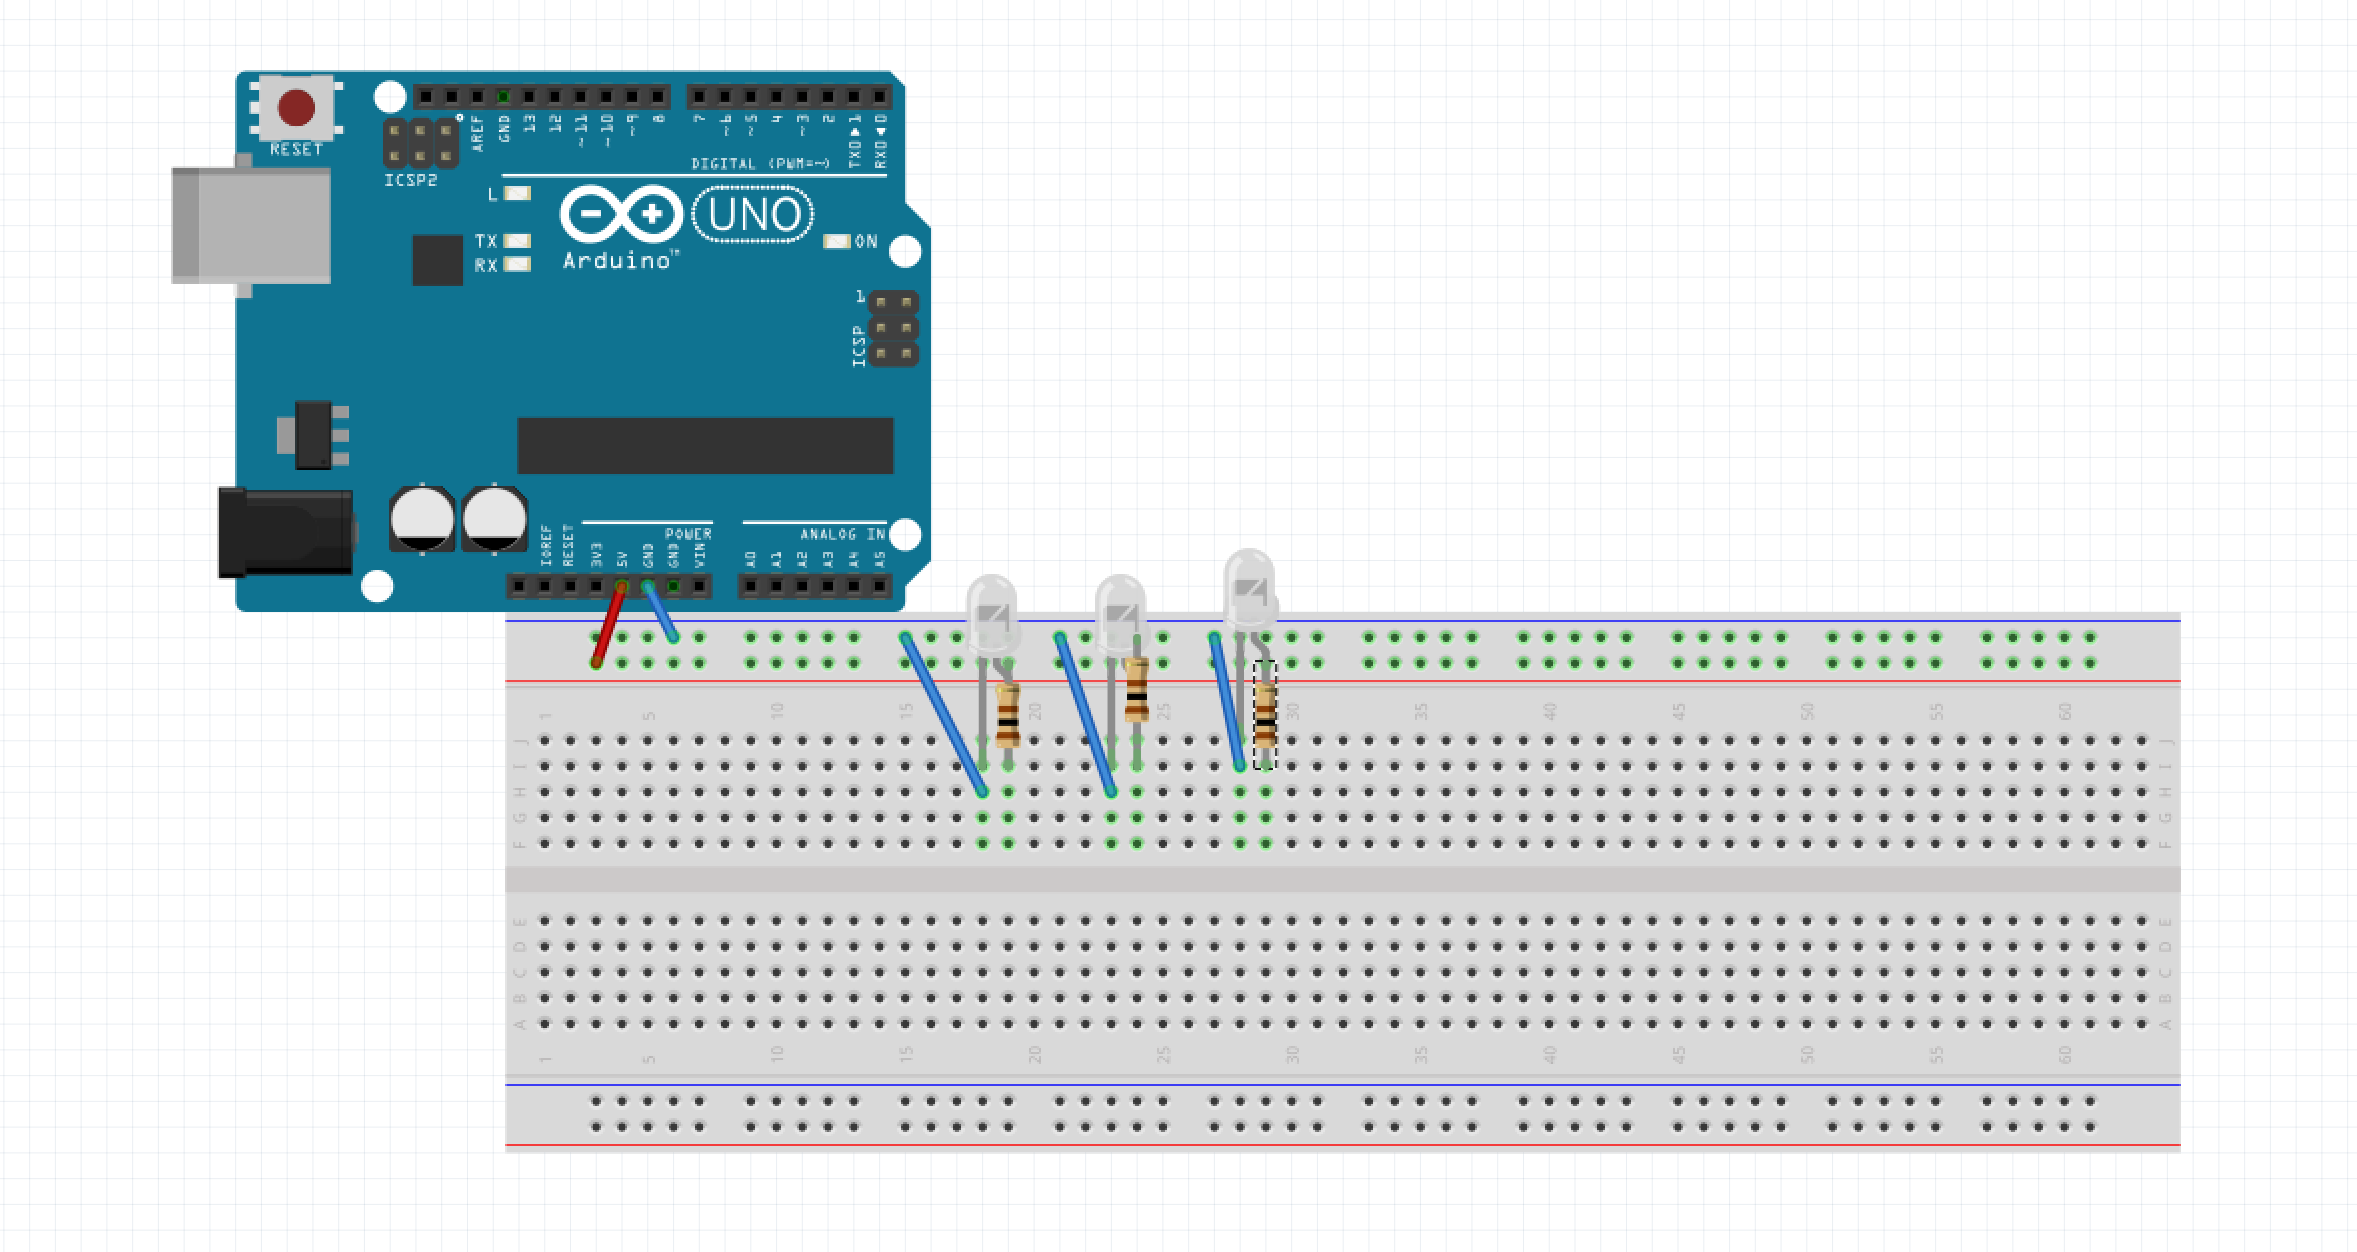 RESET
ICSP2
AREF
GND
13
12
~11
~10
~9
8
7
~6
~5
4
~3
2
TXD▶1
RXD◀0
DIGITAL (PWM=~)
L
TX
RX
Arduino™
UNO
ON
1
ICSP
IOREF
RESET
3V3
5V
GND
GND
VIN
POWER
ANALOG IN
A0
A1
A2
A3
A4
A5
1 5 10 15 20 25 30 35 40 45 50 55 60
J J
I I
H H
G G
F F
E E
D D
C C
B B
A A
1 5 10 15 20 25 30 35 40 45 50 55 60